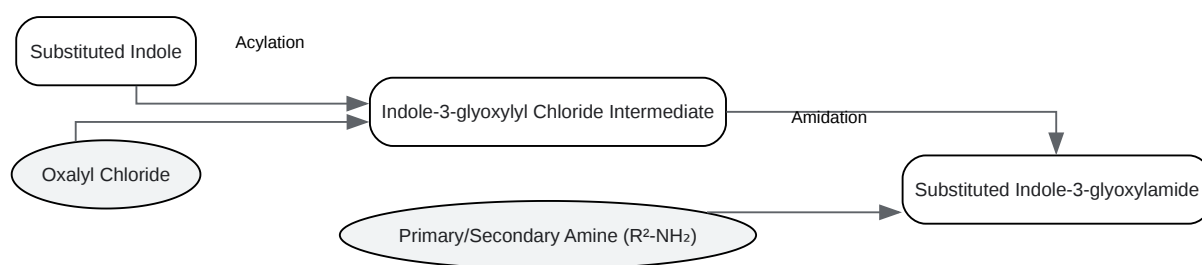 Substituted Indole
Acylation
Indole-3-glyoxylyl Chloride Intermediate
Amidation
Oxalyl Chloride
Substituted Indole-3-glyoxylamide
Primary/Secondary Amine (R²-NH₂)